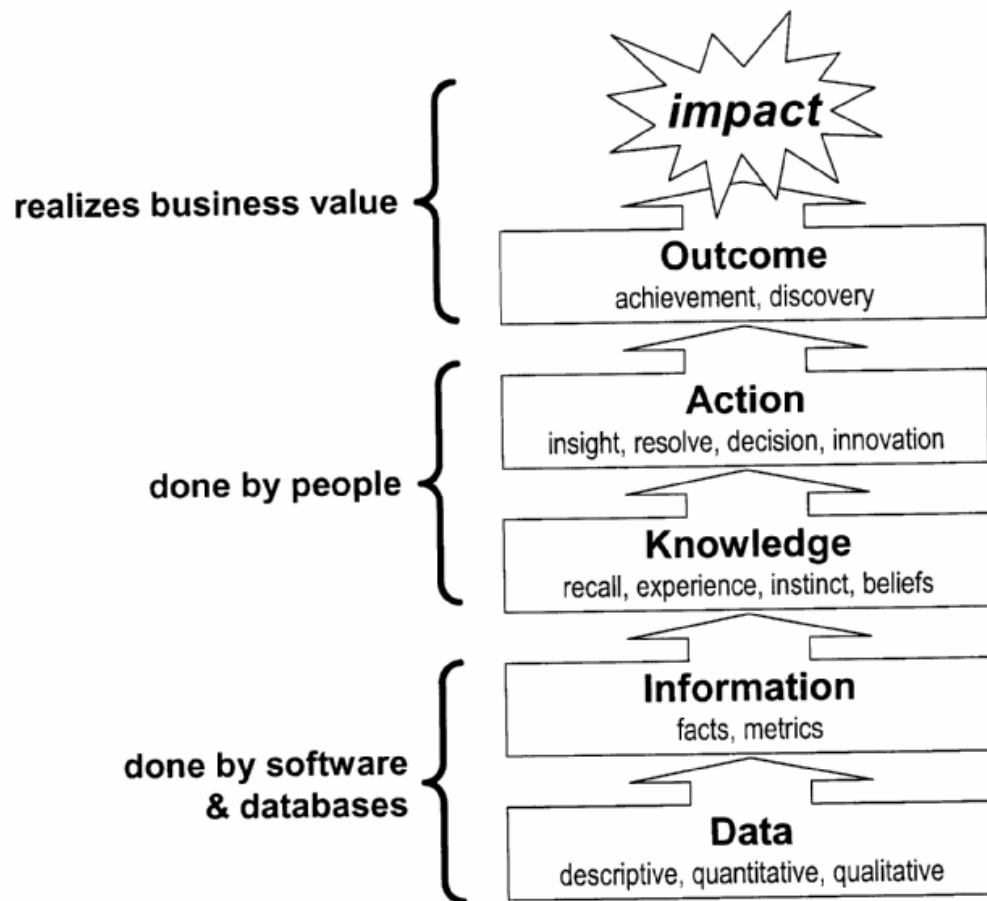 impact
realizes business value
Outcome
achievement, discovery
Action
insight, resolve, decision, innovation
done by people
Knowledge
recall, experience, instinct, beliefs
Information
facts, metrics
done by software
& databases
Data
descriptive, quantitative, qualitative